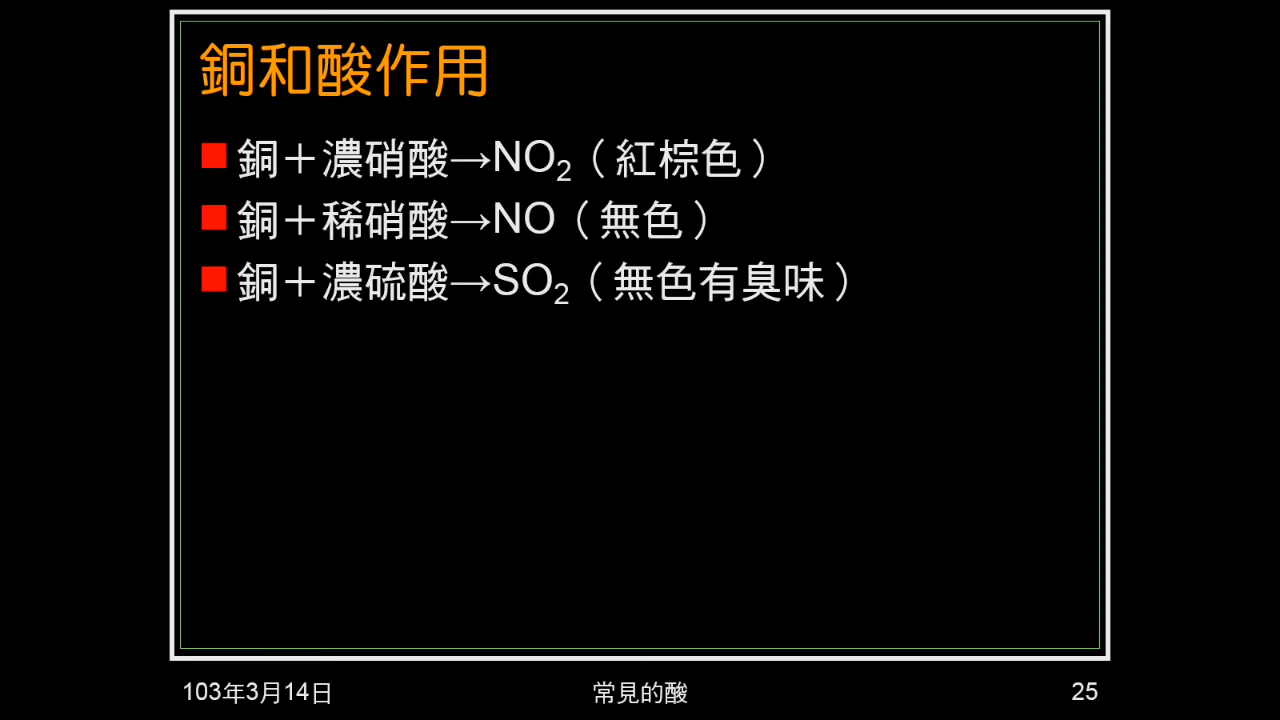 銅和酸作用
銅＋濃硝酸→NO₂（紅棕色）
銅＋稀硝酸→NO（無色）
銅＋濃硫酸→SO₂（無色有臭味）
103年3月14日
常見的酸
25